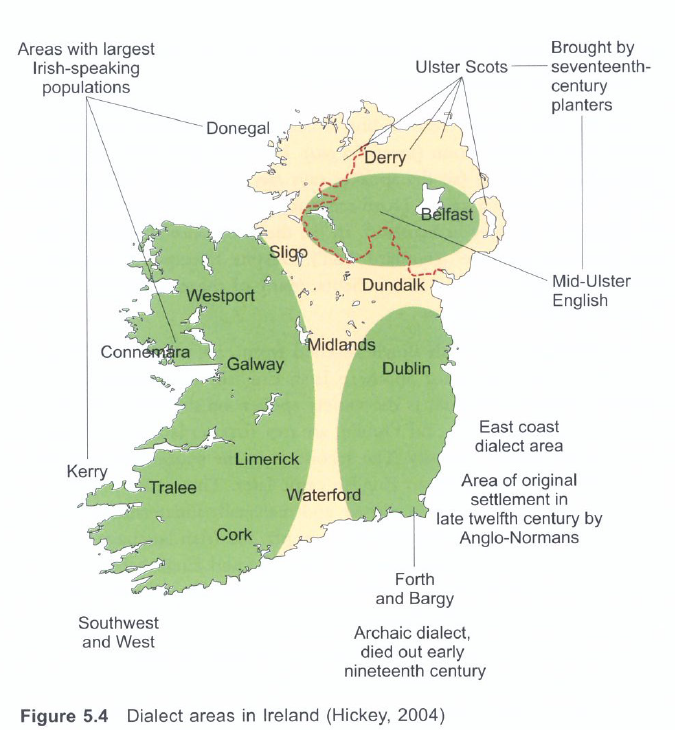 Areas with largest
Irish-speaking
populations
Brought by
seventeenth-
century
planters
Ulster Scots
Donegal
Derry
Belfast
Sligo
Mid-Ulster
English
Dundalk
Westport
Midlands
Connemara
Galway
Dublin
East coast
dialect area
Limerick
Kerry
Tralee
Waterford
Area of original
settlement in
late twelfth century by
Anglo-Normans
Cork
Forth
and Bargy
Southwest
and West
Archaic dialect,
died out early
nineteenth century
Figure 5.4 Dialect areas in Ireland (Hickey, 2004)